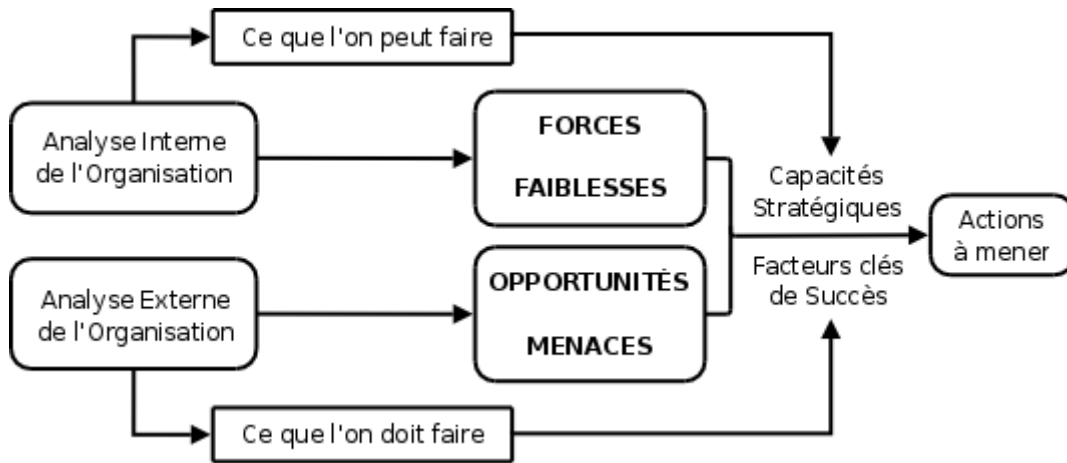 Ce que l'on peut faire
Analyse Interne
de l'Organisation
FORCES
FAIBLESSES
Capacités
Stratégiques
Actions
à mener
Analyse Externe
de l'Organisation
OPPORTUNITÉS
MENACES
Facteurs clés
de Succès
Ce que l'on doit faire